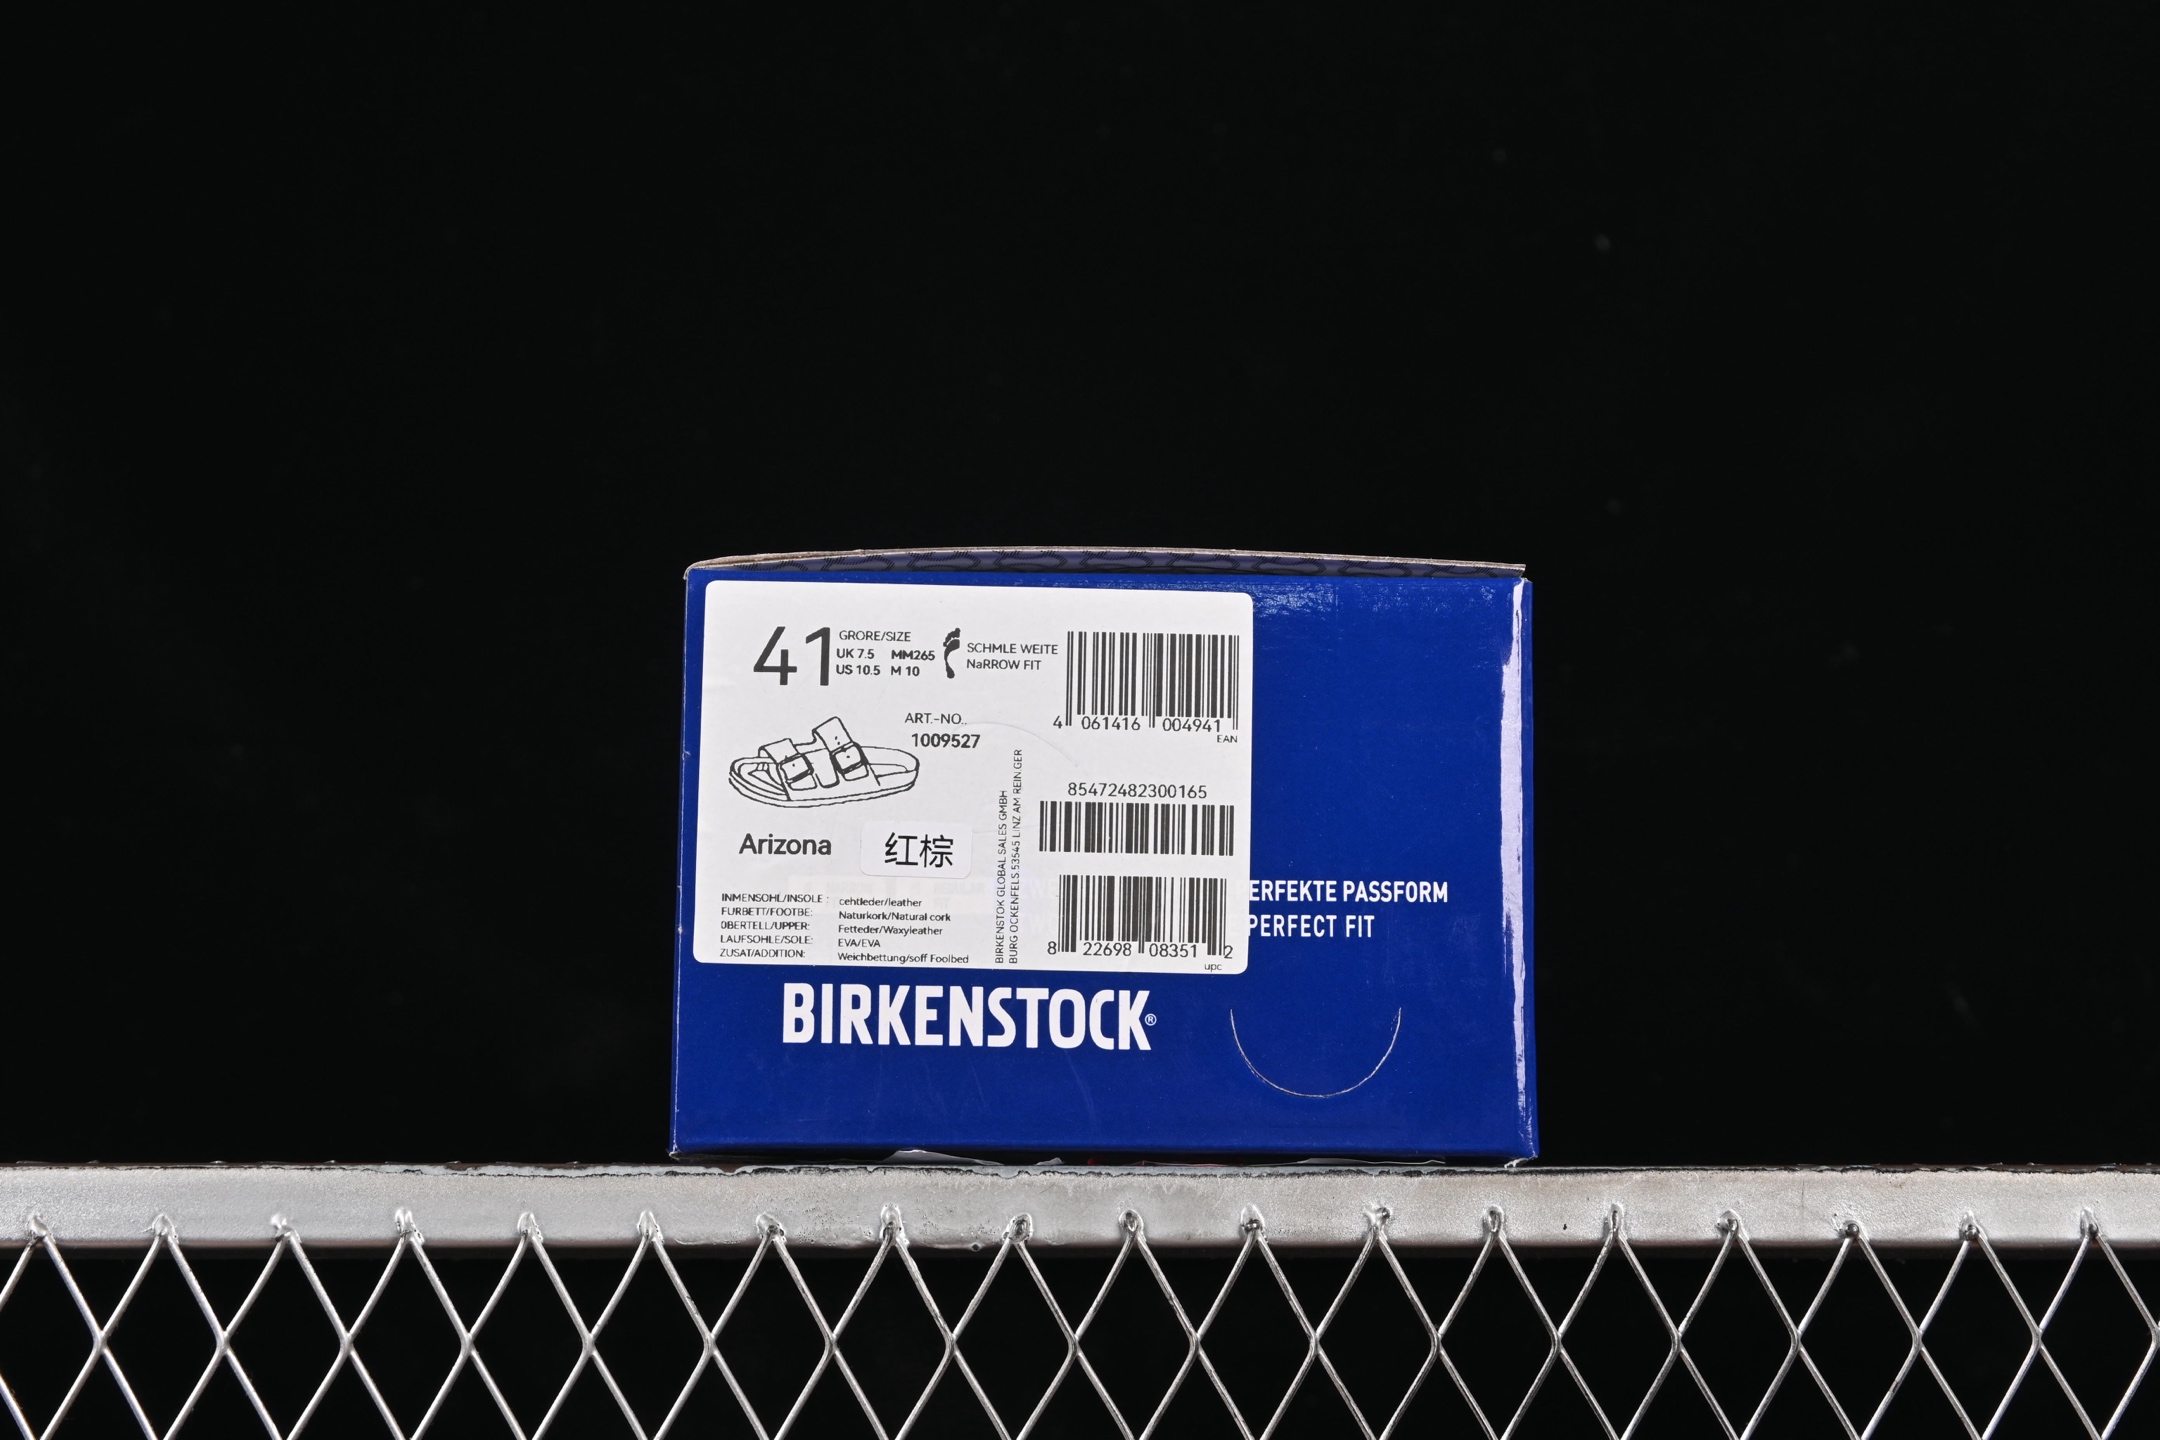 41
GRORE/SIZE
UK 7.5 MM265
US 10.5 M 10
SCHMLE WEITE
NaRROW FIT
4 061416 004941
EAN
ART.-NO..
1009527
85472482300165
Arizona
红棕
BIRKENSTOK GLOBAL SALES GMBH
BURG OCKENFELS.53545 LINZ AM REIN.GER
INMENSOHL/INSOLE : cehtleder/leather
FURBETT/FOOTBE: Naturkork/Natural cork
OBERTELL/UPPER: Fetteder/Waxyleather
LAUFSOHLE/SOLE: EVA/EVA
ZUSAT/ADDITION: Weichbettung/soff Foolbed
8 22698 08351 2
upc
ERFEKTE PASSFORM
PERFECT FIT
BIRKENSTOCK®